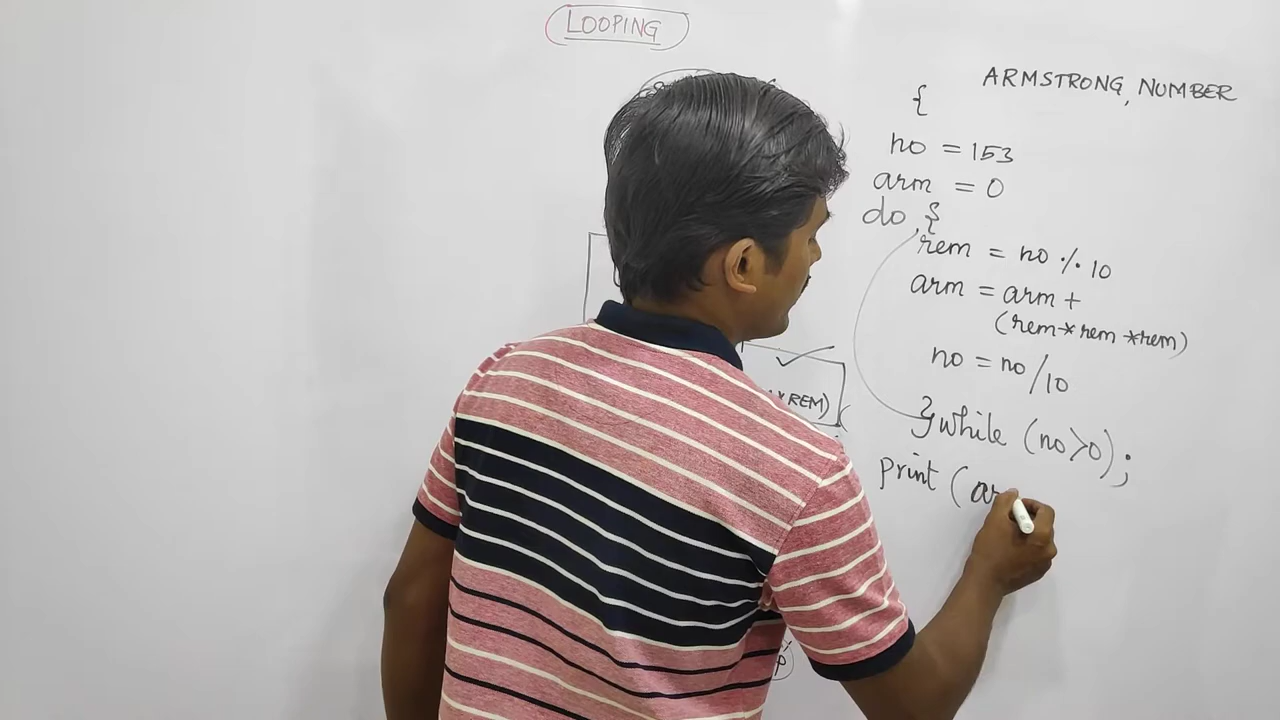 LOOPING
ARMSTRONG NUMBER
{
no = 153
arm = 0
do {
rem = no % 10
arm = arm +
(rem * rem * rem)
no = no / 10
} while (no > 0);
print (ar
REM)